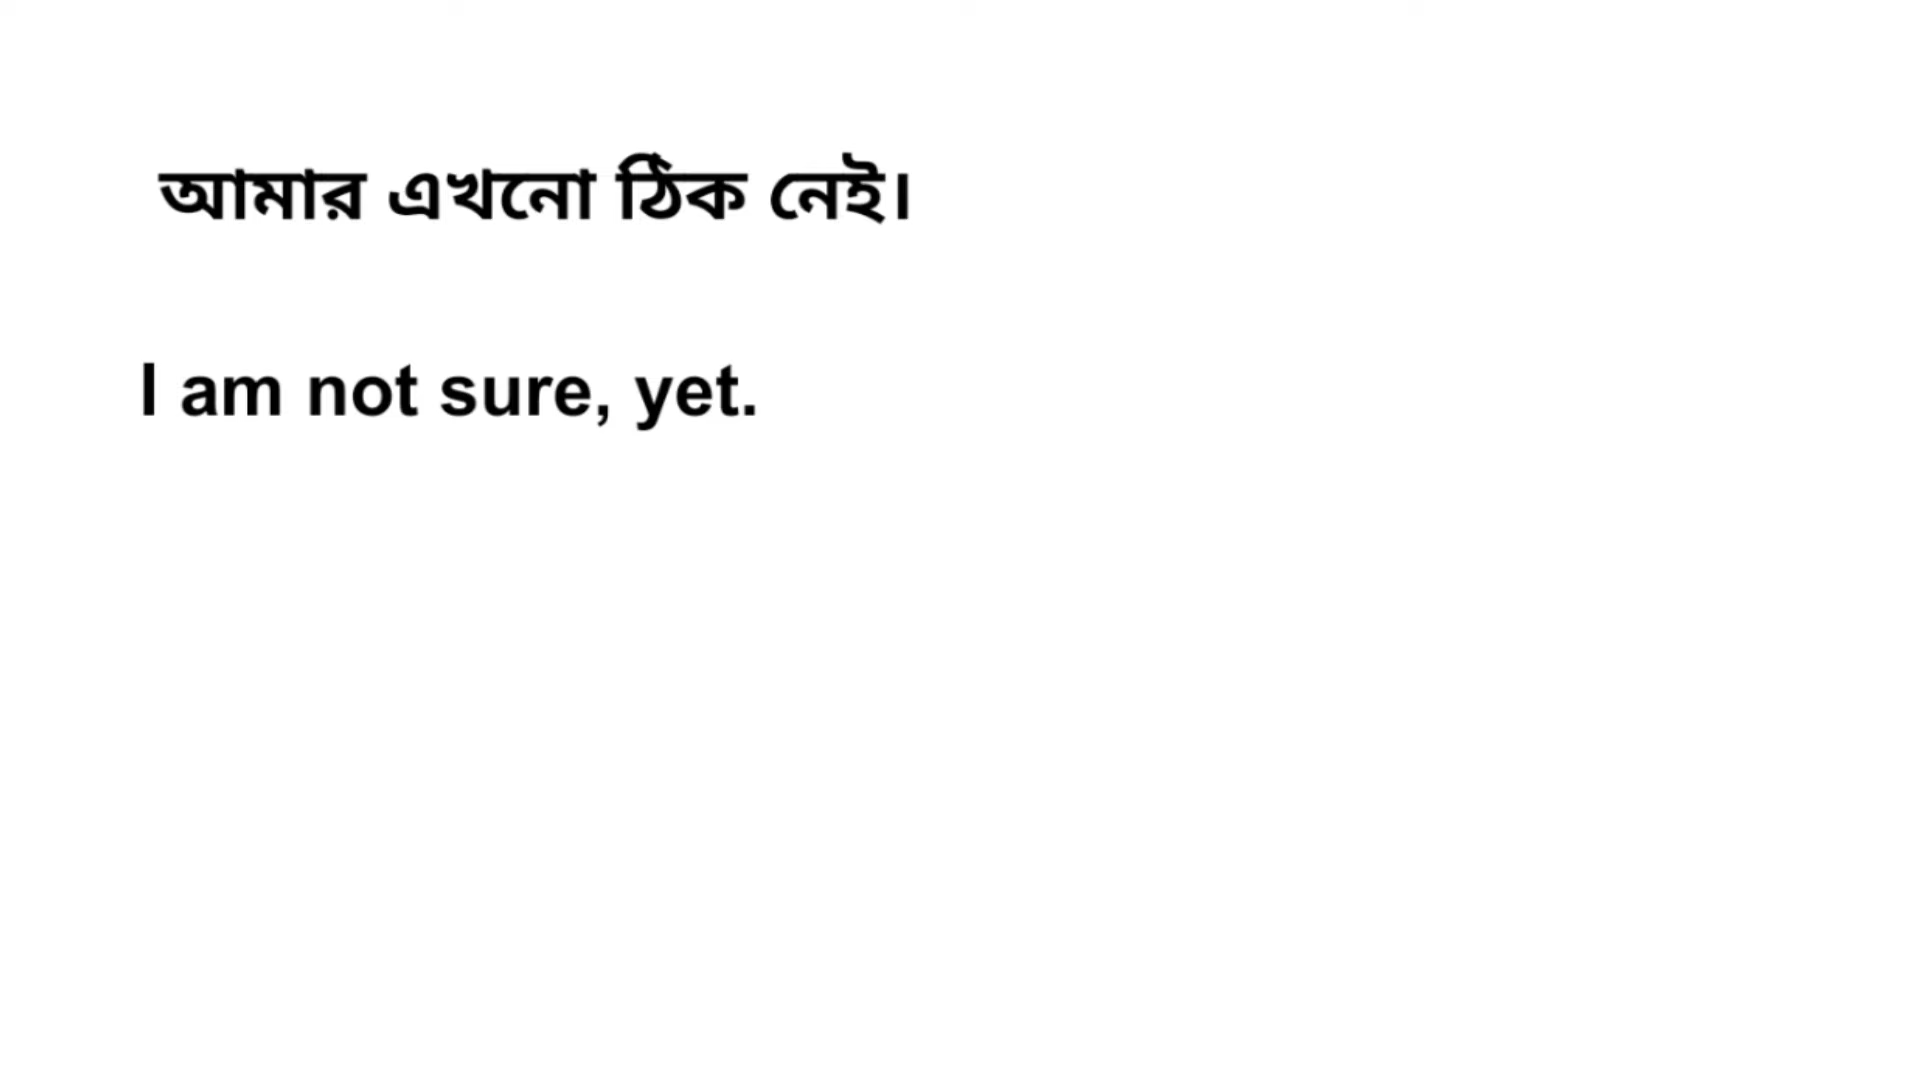 আমার এখনো ঠিক নেই।
I am not sure, yet.